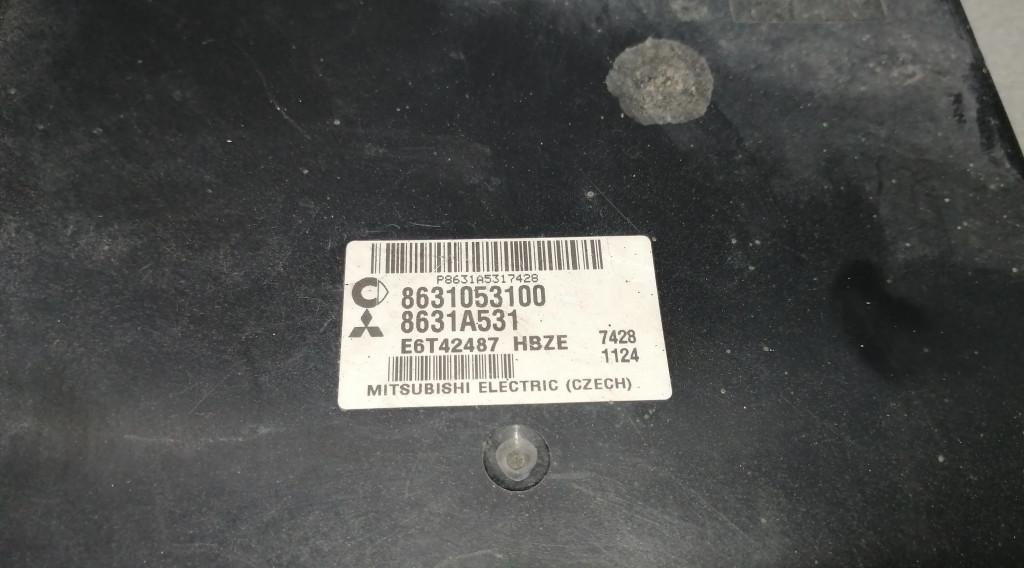 P8631A5317428
8631053100
8631A531
E6T42487 HBZE 7428
1124
MITSUBISHI ELECTRIC (CZECH)